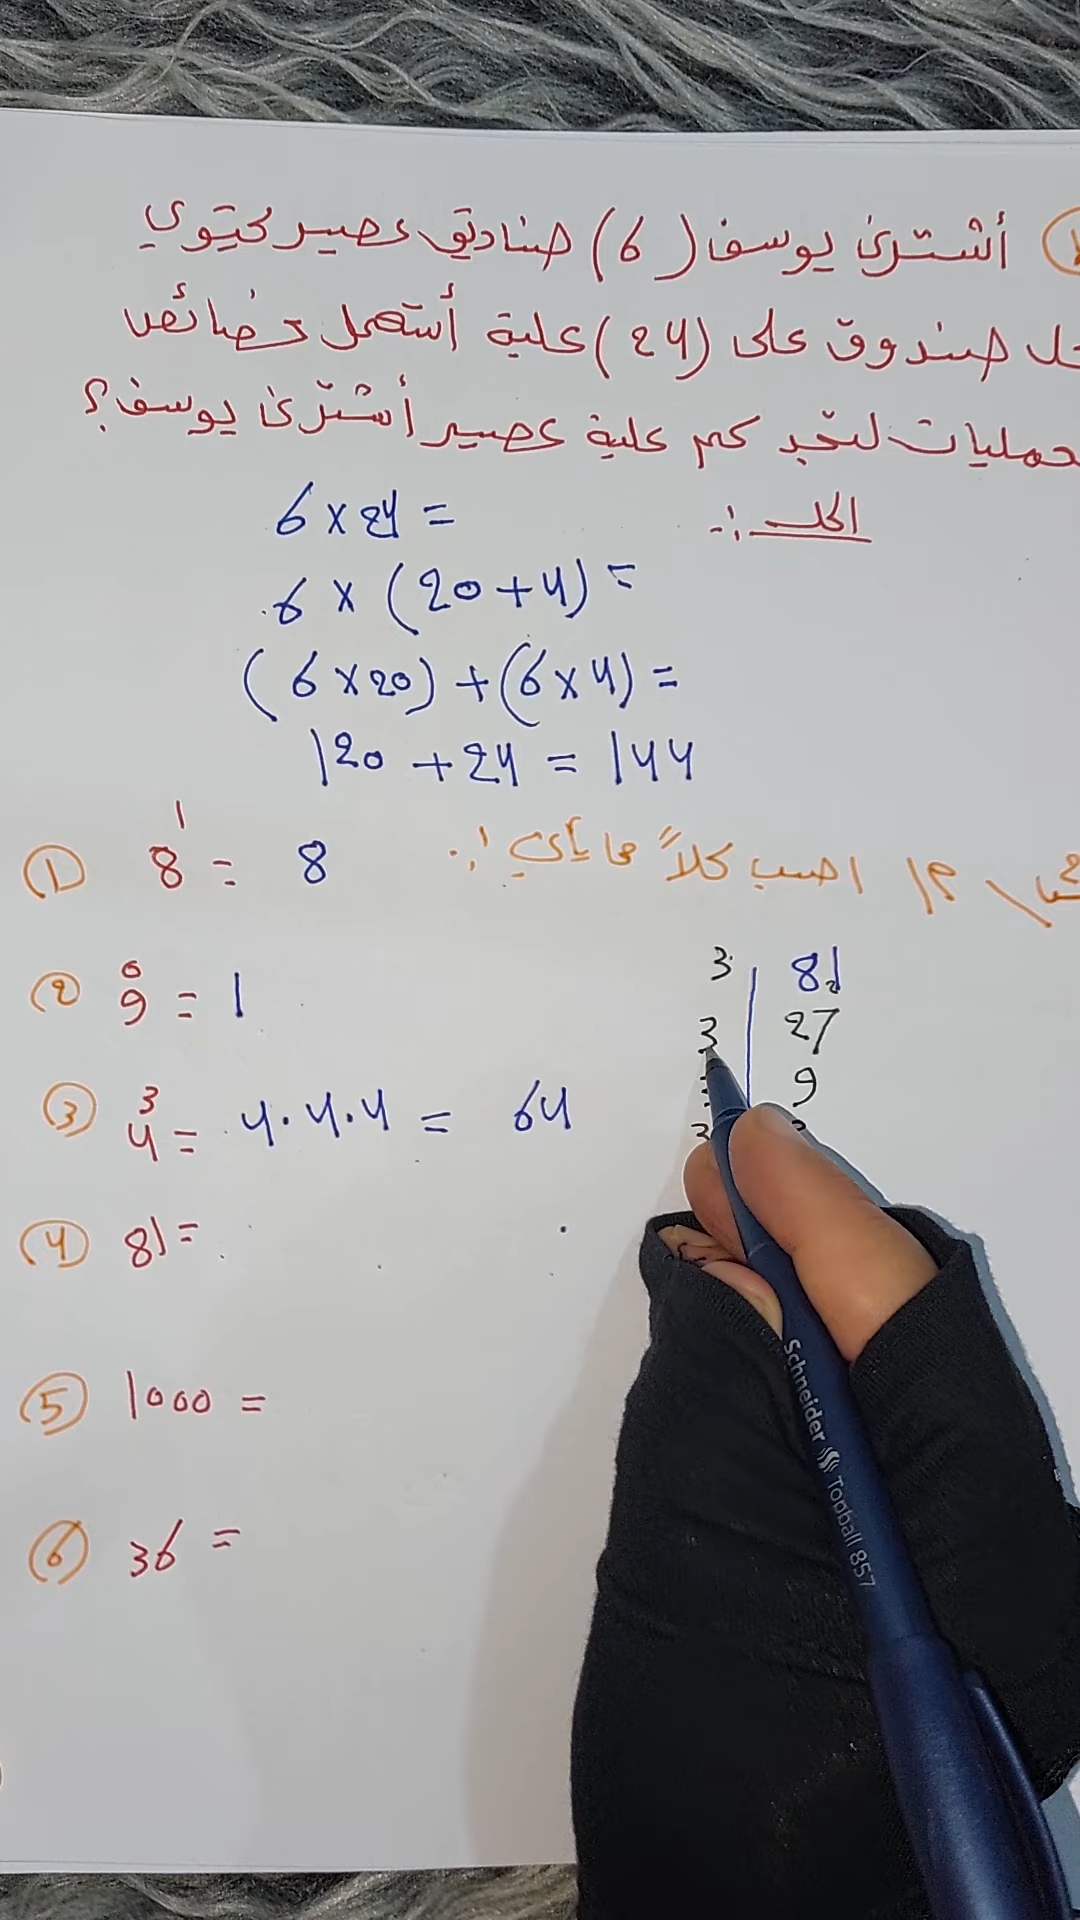 أشترى يوسف (6) صناديق عصير يحتوي
كل صندوق على (24) علبة أستعمل خصائص
العمليات لتجد كم علبة عصير أشترى يوسف؟
الحل :-
6 x 24 =
6 x (20+4) =
(6 x 20) + (6 x 4) =
120 + 24 = 144
م/ احسب كلاً مما يأتي :.
① 8¹ = 8
② 9⁰ = 1
③ 4³ = 4.4.4 = 64
④ 81 =
⑤ 1000 =
⑥ 36 =
3 | 81
3 | 27
9
3
Schneider Topball 857